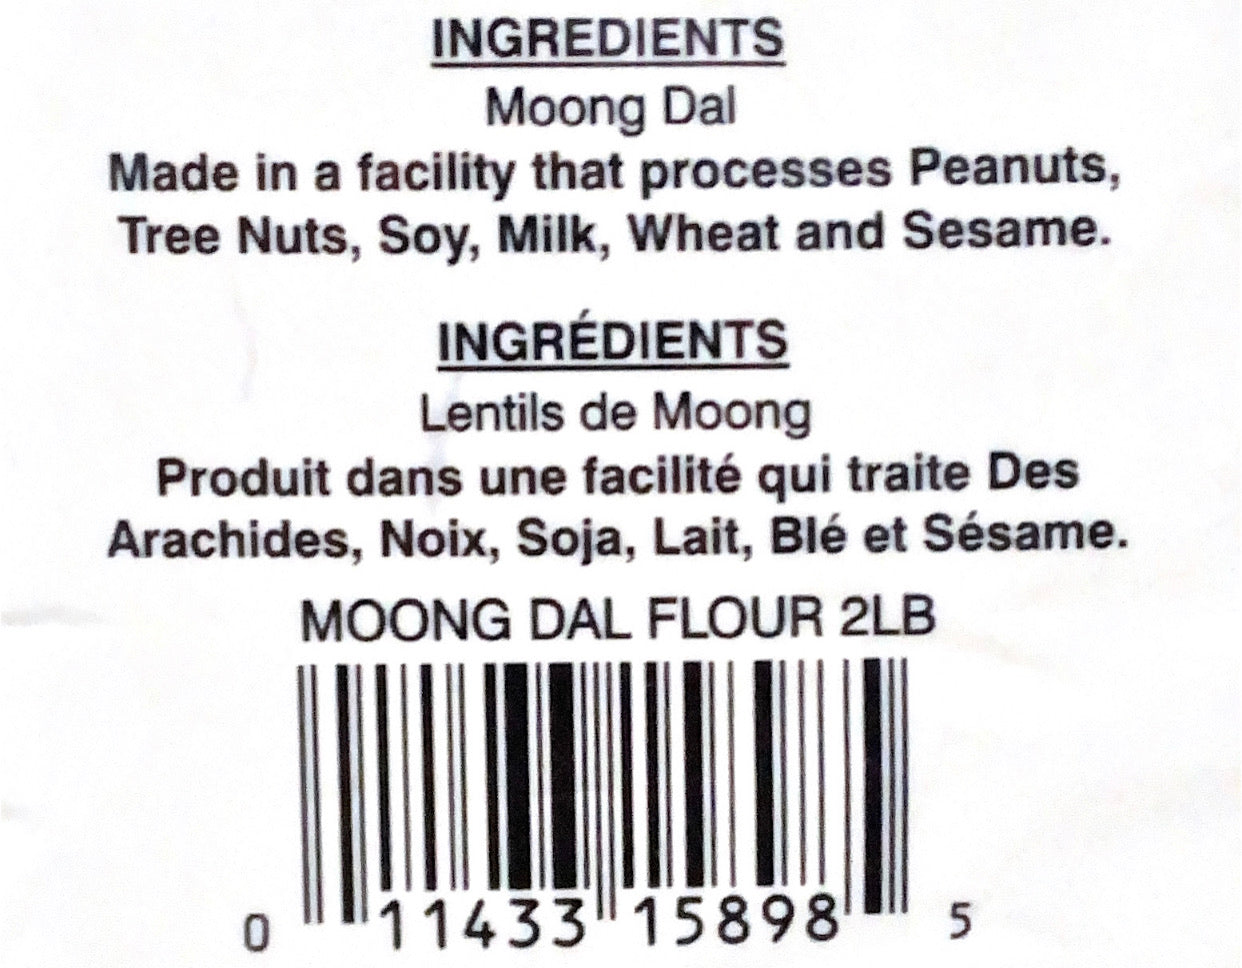 INGREDIENTS
Moong Dal
Made in a facility that processes Peanuts,
Tree Nuts, Soy, Milk, Wheat and Sesame.
INGRÉDIENTS
Lentils de Moong
Produit dans une facilité qui traite Des
Arachides, Noix, Soja, Lait, Blé et Sésame.
MOONG DAL FLOUR 2LB
0 11433 15898 5